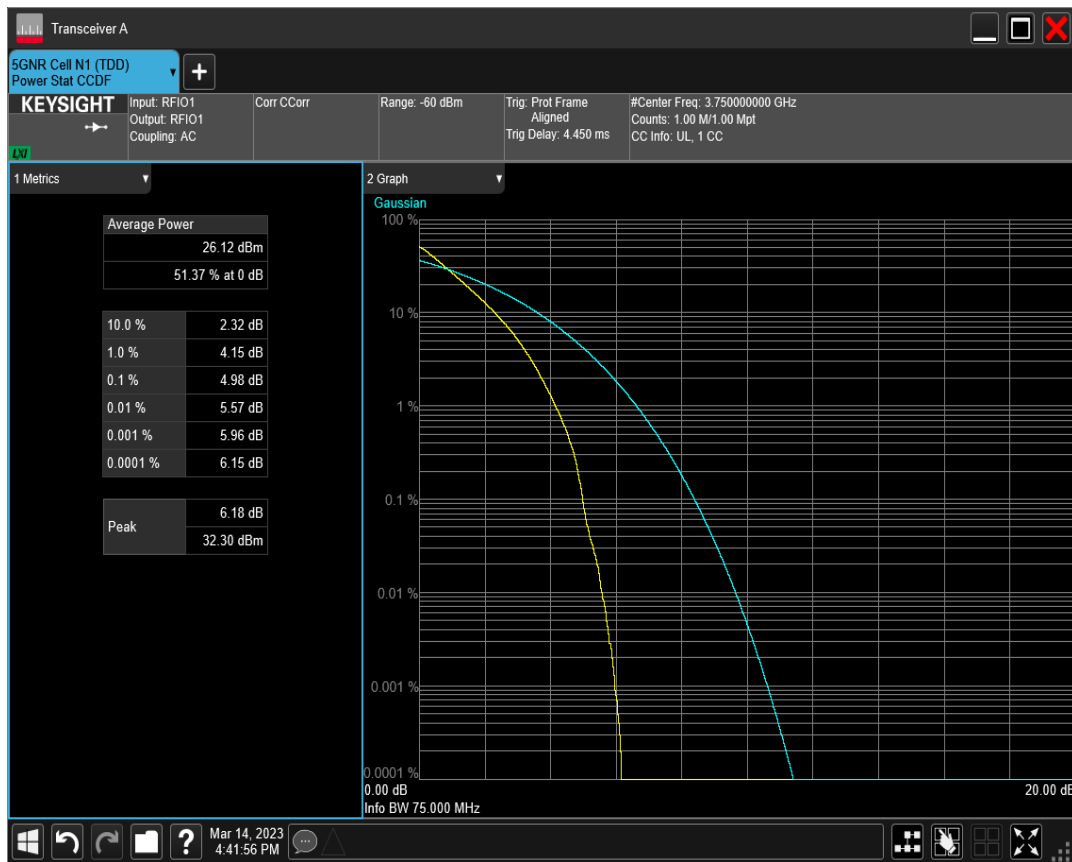 Transceiver A
5GNR Cell N1 (TDD)
Power Stat CCDF
KEYSIGHT
LXI
Input: RFIO1
Output: RFIO1
Coupling: AC
Corr CCorr
Range: -60 dBm
Trig: Prot Frame
Aligned
Trig Delay: 4.450 ms
#Center Freq: 3.750000000 GHz
Counts: 1.00 M/1.00 Mpt
CC Info: UL, 1 CC
1 Metrics
Average Power
26.12 dBm
51.37 % at 0 dB
10.0 % 2.32 dB
1.0 % 4.15 dB
0.1 % 4.98 dB
0.01 % 5.57 dB
0.001 % 5.96 dB
0.0001 % 6.15 dB
Peak
6.18 dB
32.30 dBm
2 Graph
Gaussian
100 %
10 %
1 %
0.1 %
0.01 %
0.001 %
0.0001 %
0.00 dB 20.00 dB
Info BW 75.000 MHz
? Mar 14, 2023
4:41:56 PM